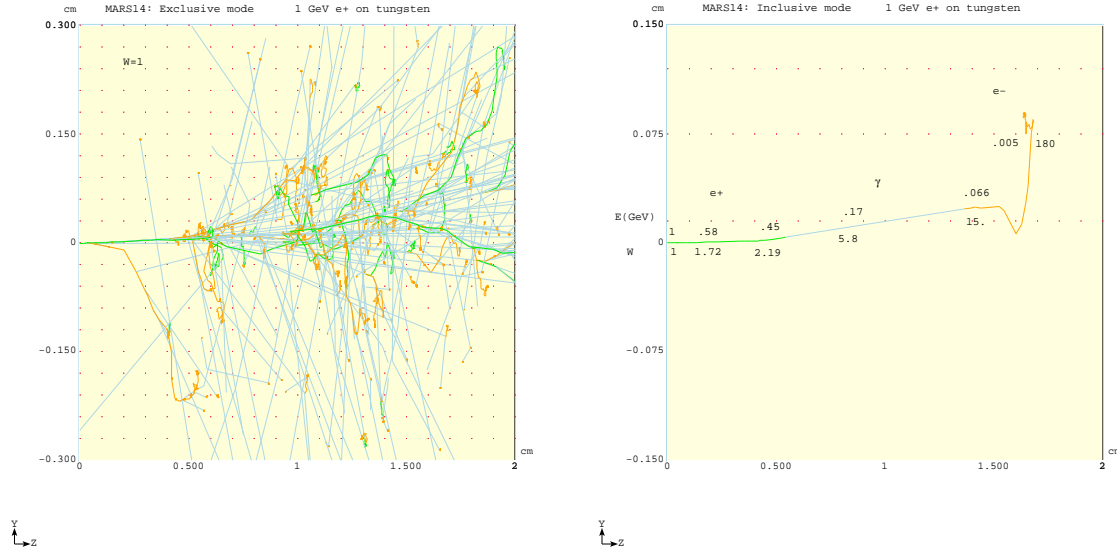 cm MARS14: Exclusive mode 1 GeV e+ on tungsten
0.300
W=1
0.150
0
-0.150
-0.300
0 0.500 1 1.500 2
cm
Y
Z
cm MARS14: Inclusive mode 1 GeV e+ on tungsten
0.150
e-
0.075
.005 180
γ
e+
.066
.17
E(GeV)
1 .58 .45 15.
0
5.8
W 1 1.72 2.19
-0.075
-0.150
0 0.500 1 1.500 2
cm
Y
Z